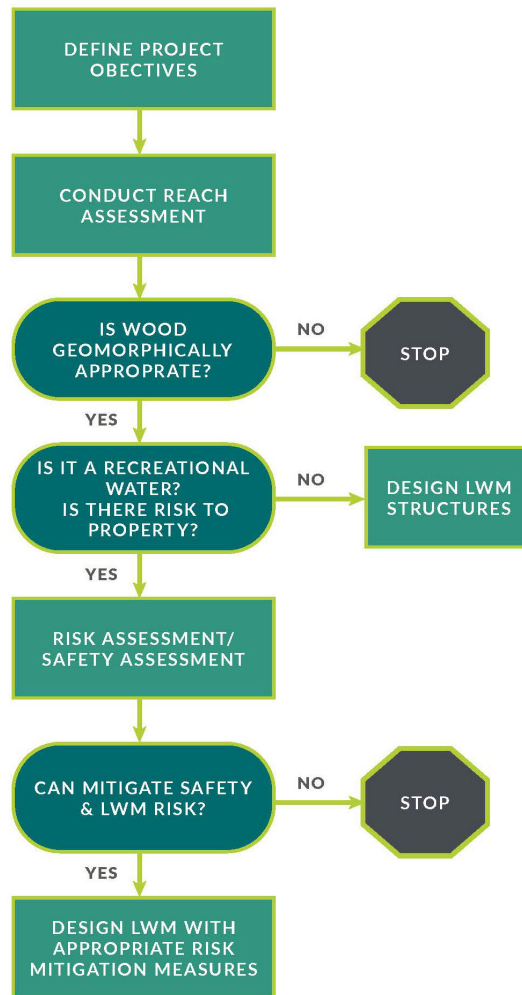 DEFINE PROJECT
OBECTIVES
CONDUCT REACH
ASSESSMENT
IS WOOD
GEOMORPHICALLY
APPROPRATE?
NO
STOP
YES
IS IT A RECREATIONAL
WATER?
IS THERE RISK TO
PROPERTY?
NO
DESIGN LWM
STRUCTURES
YES
RISK ASSESSMENT/
SAFETY ASSESSMENT
CAN MITIGATE SAFETY
& LWM RISK?
NO
STOP
YES
DESIGN LWM WITH
APPROPRIATE RISK
MITIGATION MEASURES